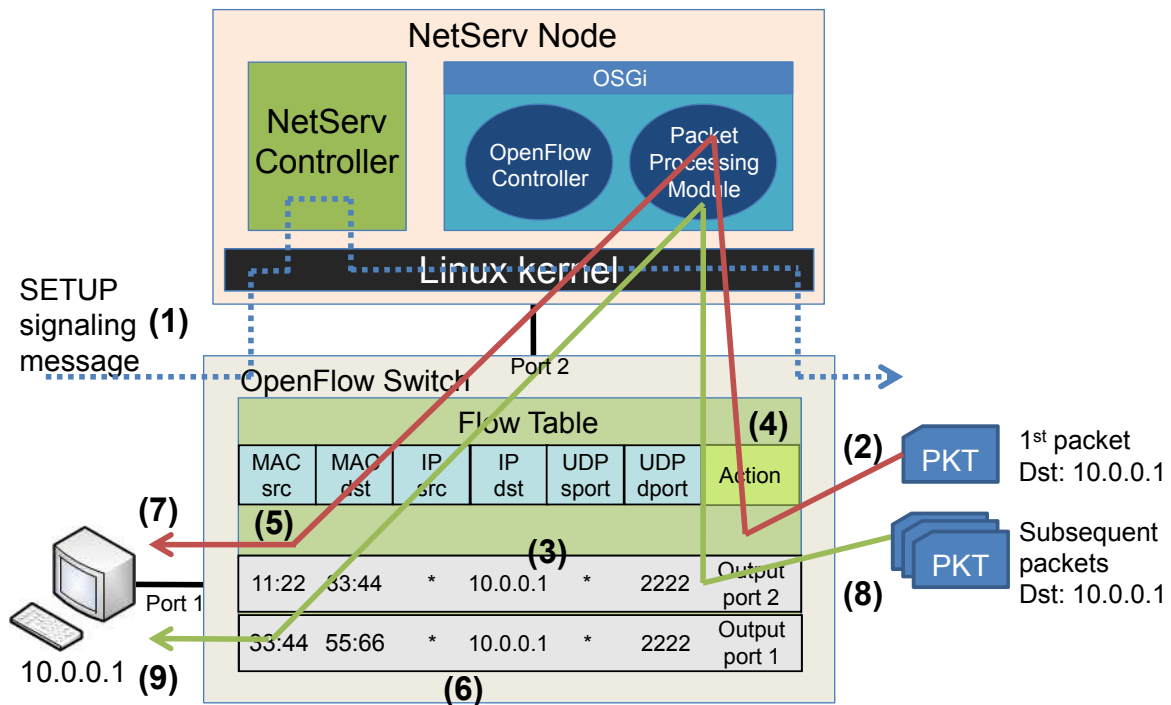 NetServ Node
NetServ
Controller
OSGi
OpenFlow
Controller
Packet
Processing
Module
Linux kernel
SETUP
signaling
message
(1)
Port 2
OpenFlow Switch
Flow Table
(4)
MAC
src
MAC
dst
IP
src
IP
dst
UDP
sport
UDP
dport
Action
(2)
PKT
1st packet
Dst: 10.0.0.1
(5)
(7)
(3)
11:22 33:44 * 10.0.0.1 * 2222 Output
port 2
(8)
PKT
Subsequent
packets
Dst: 10.0.0.1
Port 1
33:44 55:66 * 10.0.0.1 * 2222 Output
port 1
10.0.0.1
(9)
(6)